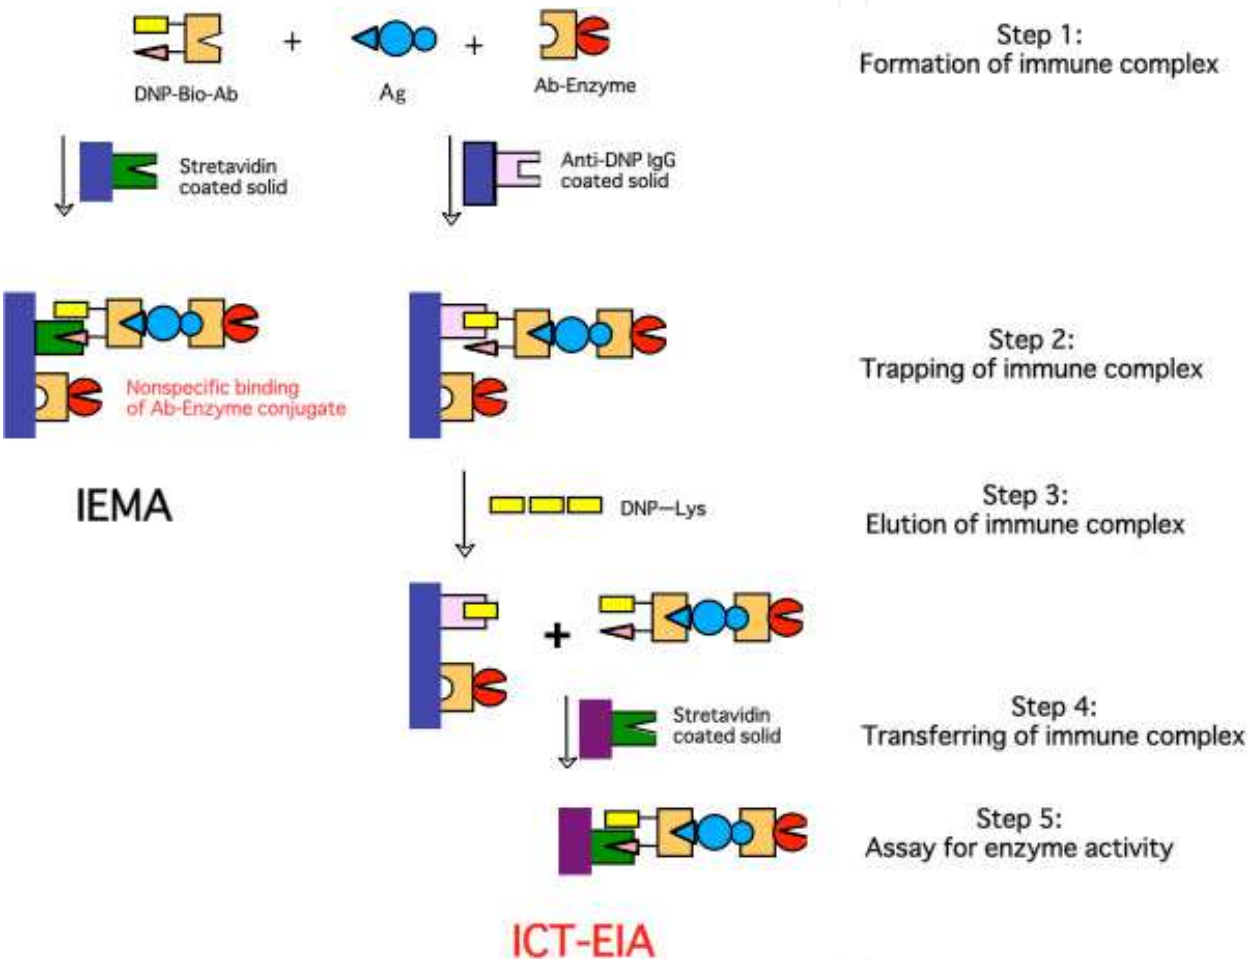 Step 1:
Formation of immune complex
+
+
DNP-Bio-Ab
Ag
Ab-Enzyme
Stretavidin
coated solid
Anti-DNP IgG
coated solid
Nonspecific binding
of Ab-Enzyme conjugate
Step 2:
Trapping of immune complex
IEMA
DNP—Lys
Step 3:
Elution of immune complex
+
Stretavidin
coated solid
Step 4:
Transferring of immune complex
Step 5:
Assay for enzyme activity
ICT-EIA